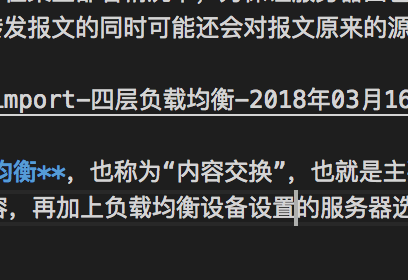 发报文的同时可能还会对报文原来的源
import-四层负载均衡-2018年03月16
均衡**，也称为“内容交换”，也就是主
，再加上负载均衡设备设置的服务器选